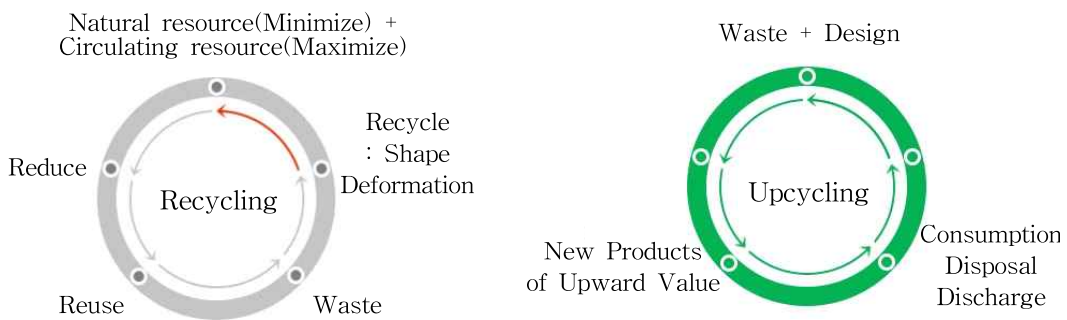 Natural resource(Minimize) +
Circulating resource(Maximize)
Recycle
: Shape
Deformation
Reduce
Recycling
Reuse
Waste
Waste + Design
Upcycling
New Products
of Upward Value
Consumption
Disposal
Discharge